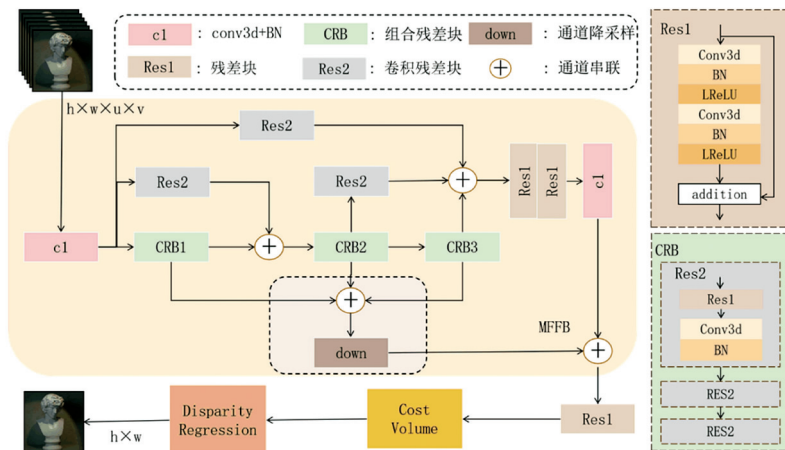 c1 : conv3d+BN CRB : 组合残差块 down : 通道降采样
Res1 : 残差块 Res2 : 卷积残差块 + : 通道串联
h×w×u×v
Res2
Res2
Res2
Res1
Res1
c1
c1
CRB1
+
CRB2
+
CRB3
+
down
MFFB
+
Res1
Cost
Volume
Disparity
Regression
h×w
Res1
Conv3d
BN
LReLU
Conv3d
BN
LReLU
addition
CRB
Res2
Res1
Conv3d
BN
RES2
RES2